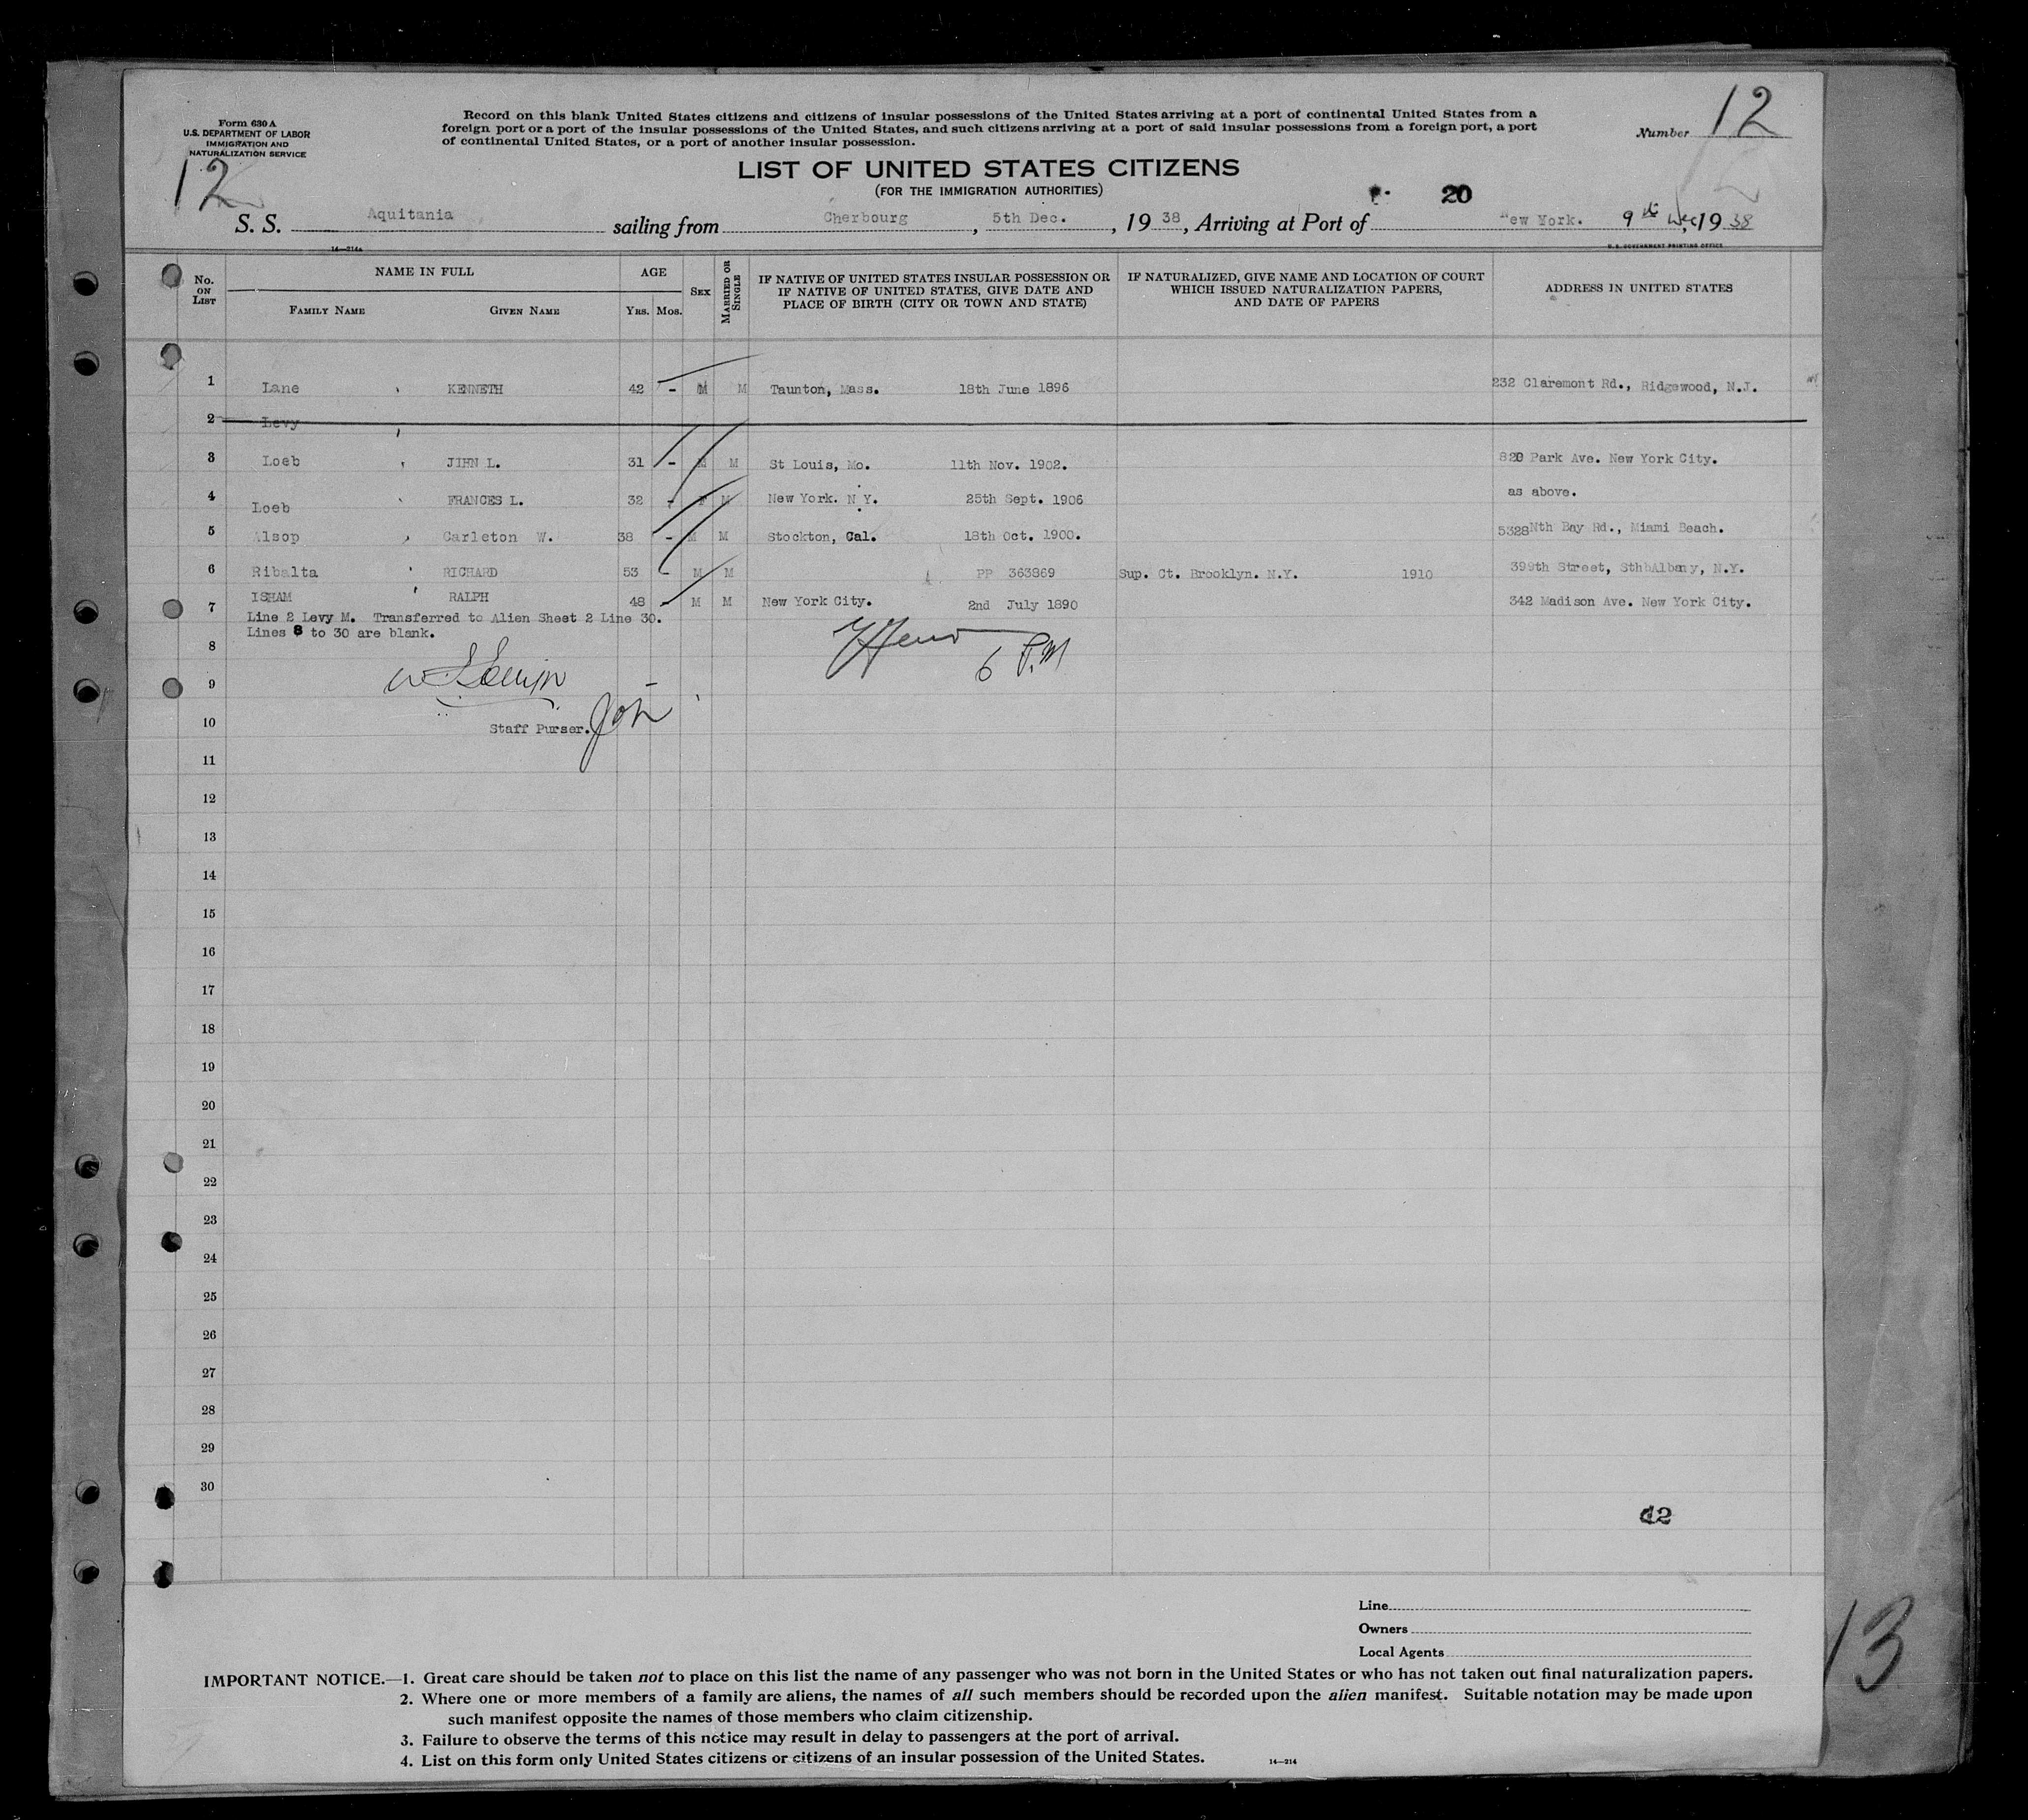 Form 630 A
U.S. DEPARTMENT OF LABOR
IMMIGRATION AND
NATURALIZATION SERVICE
12
Record on this blank United States citizens and citizens of insular possessions of the United States arriving at a port of continental United States from a
foreign port or a port of the insular possessions of the United States, and such citizens arriving at a port of said insular possessions from a foreign port, a port
of continental United States, or a port of another insular possession.
Number 12
LIST OF UNITED STATES CITIZENS
(FOR THE IMMIGRATION AUTHORITIES)
20
S. S. Aquitania sailing from Cherbourg, 5th Dec., 1938, Arriving at Port of New York. 9th Dec, 1938
14—214a
U.S. GOVERNMENT PRINTING OFFICE
No. ON LIST
NAME IN FULL
FAMILY NAME GIVEN NAME
AGE
YRS. MOS.
SEX
MARRIED OR SINGLE
IF NATIVE OF UNITED STATES INSULAR POSSESSION OR
IF NATIVE OF UNITED STATES, GIVE DATE AND
PLACE OF BIRTH (CITY OR TOWN AND STATE)
IF NATURALIZED, GIVE NAME AND LOCATION OF COURT
WHICH ISSUED NATURALIZATION PAPERS,
AND DATE OF PAPERS
ADDRESS IN UNITED STATES
1 Lane , KENNETH 42 - M M Taunton, Mass. 18th June 1896 232 Claremont Rd., Ridgewood, N.J.
2 Levy ,
3 Loeb , JIHN L. 31 - M M St Louis, Mo. 11th Nov. 1902. 820 Park Ave. New York City.
4 Loeb , FRANCES L. 32 - F M New York. N.Y. 25th Sept. 1906 as above.
5 Alsop , Carleton W. 38 - M M Stockton, Cal. 18th Oct. 1900. 5328 Nth Bay Rd., Miami Beach.
6 Ribalta , RICHARD 53 - M M PP 363869 Sup. Ct. Brooklyn. N.Y. 1910 399th Street, Sth Albany, N.Y.
7 ISHAM , RALPH 48 - M M New York City. 2nd July 1890 342 Madison Ave. New York City.
Line 2 Levy M. Transferred to Alien Sheet 2 Line 30.
Lines 8 to 30 are blank.
8
6 P.M
9
10 Staff Purser.
11
12
13
14
15
16
17
18
19
20
21
22
23
24
25
26
27
28
29
30
12
Line
Owners
Local Agents
13
IMPORTANT NOTICE.—1. Great care should be taken not to place on this list the name of any passenger who was not born in the United States or who has not taken out final naturalization papers.
2. Where one or more members of a family are aliens, the names of all such members should be recorded upon the alien manifest. Suitable notation may be made upon
such manifest opposite the names of those members who claim citizenship.
3. Failure to observe the terms of this notice may result in delay to passengers at the port of arrival.
4. List on this form only United States citizens or citizens of an insular possession of the United States.
14—214